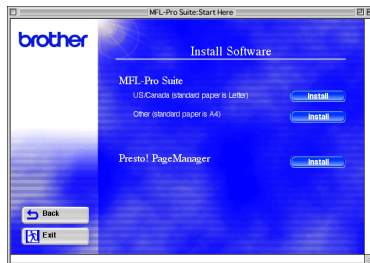 MFL-Pro Suite:Start Here
brother
Install Software
MFL-Pro Suite
US/Canada (standard paper is Letter) Install
Other (standard paper is A4) Install
Presto! PageManager Install
Back
Exit